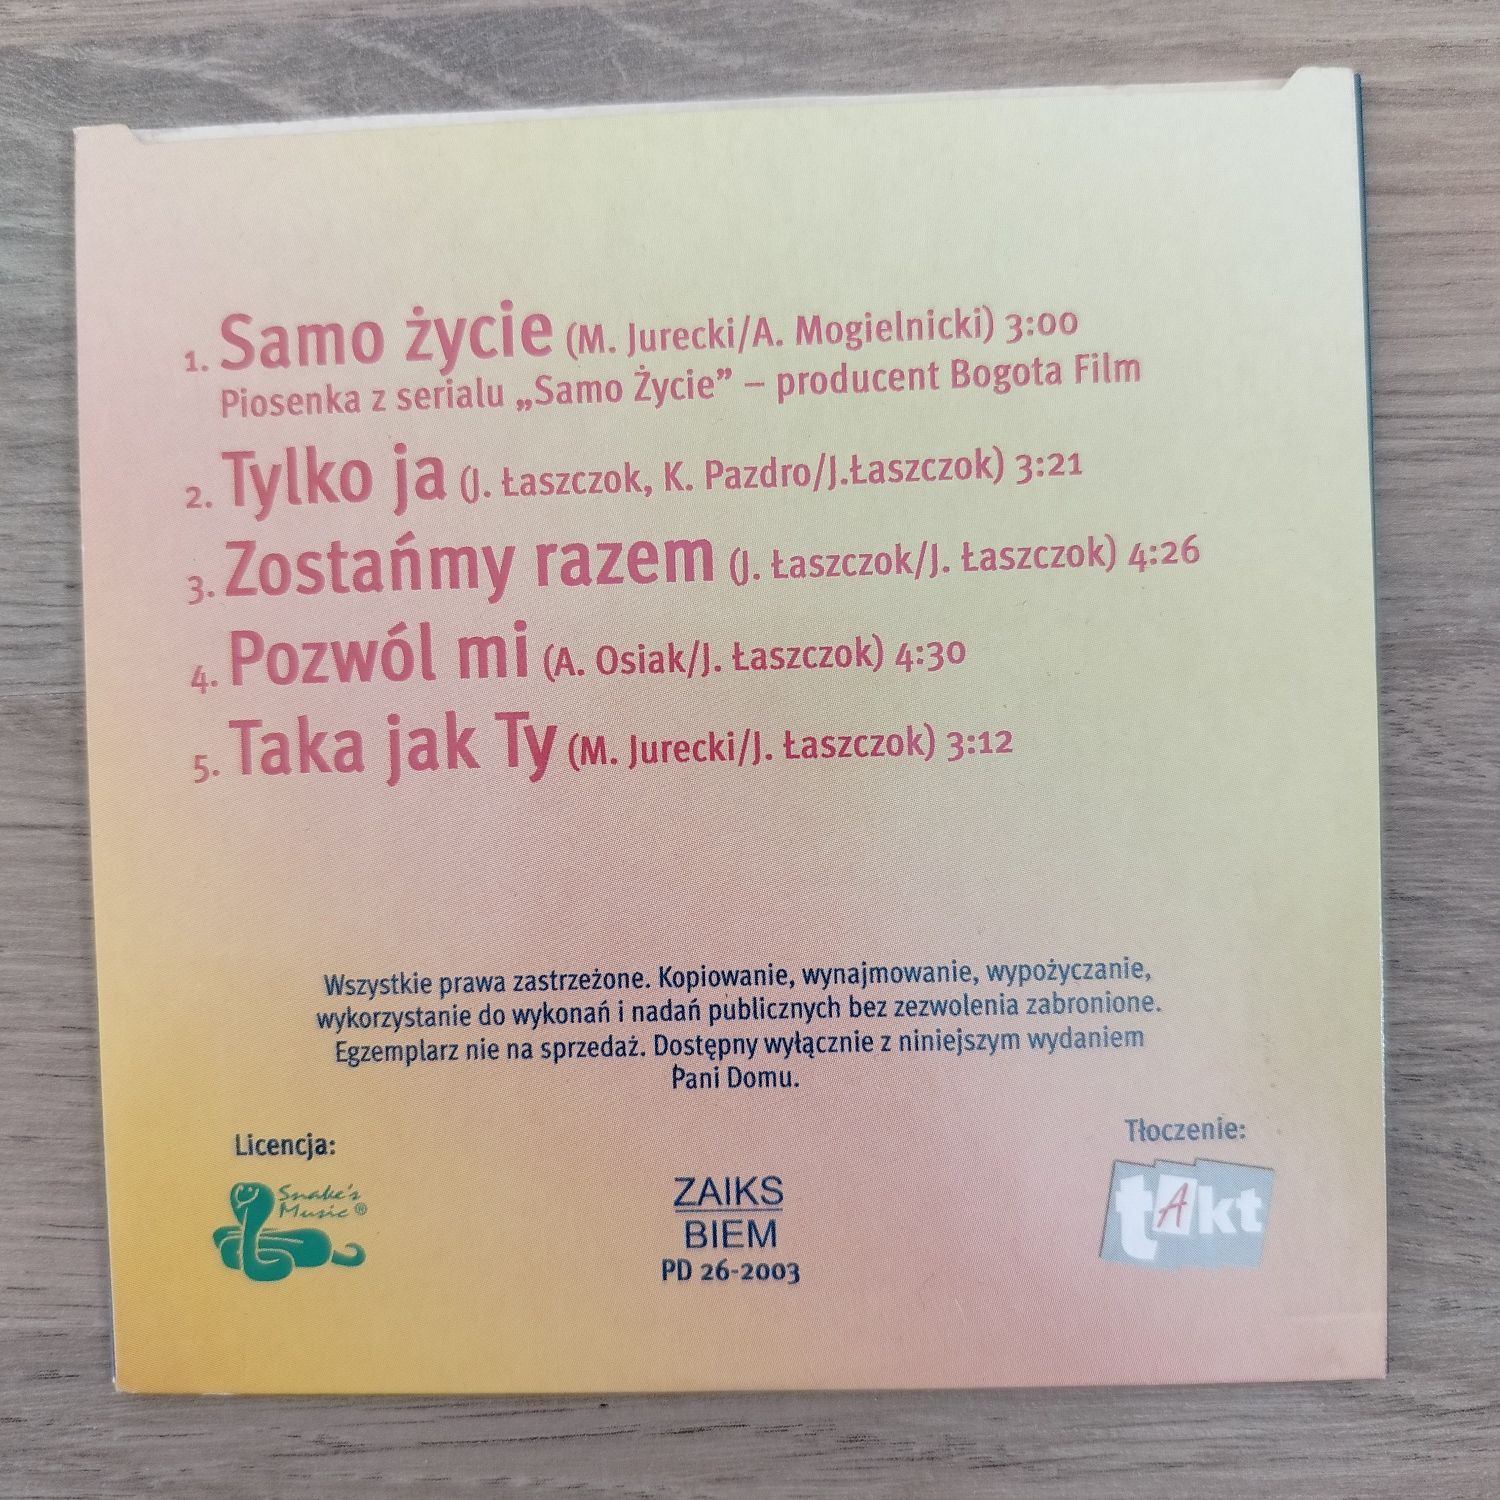 1. Samo życie (M. Jurecki/A. Mogielnicki) 3:00
Piosenka z serialu „Samo Życie” – producent Bogota Film
2. Tylko ja (J. Łaszczok, K. Pazdro/J.Łaszczok) 3:21
3. Zostańmy razem (J. Łaszczok/J. Łaszczok) 4:26
4. Pozwól mi (A. Osiak/J. Łaszczok) 4:30
5. Taka jak Ty (M. Jurecki/J. Łaszczok) 3:12
Wszystkie prawa zastrzeżone. Kopiowanie, wynajmowanie, wypożyczanie,
wykorzystanie do wykonań i nadań publicznych bez zezwolenia zabronione.
Egzemplarz nie na sprzedaż. Dostępny wyłącznie z niniejszym wydaniem
Pani Domu.
Licencja:
Snake's
Music ®
ZAIKS
BIEM
PD 26-2003
Tłoczenie:
tAkt